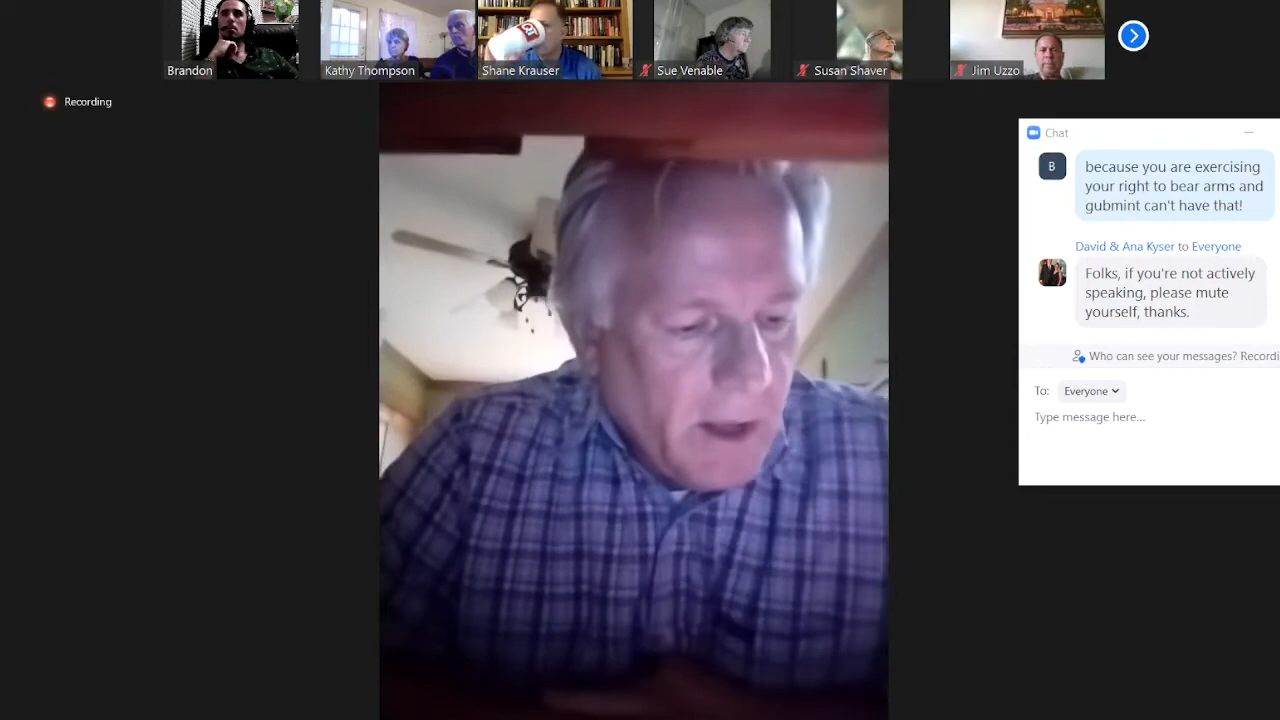 Brandon
Kathy Thompson
Shane Krauser
Sue Venable
Susan Shaver
Jim Uzzo
Recording
Chat
B
because you are exercising
your right to bear arms and
gubmint can't have that!
David & Ana Kyser to Everyone
Folks, if you're not actively
speaking, please mute
yourself, thanks.
Who can see your messages? Recordi
To: Everyone
Type message here...